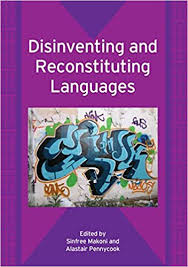 Disinventing and
Reconstituting
Languages
Edited by
Sinfree Makoni and
Alastair Pennycook